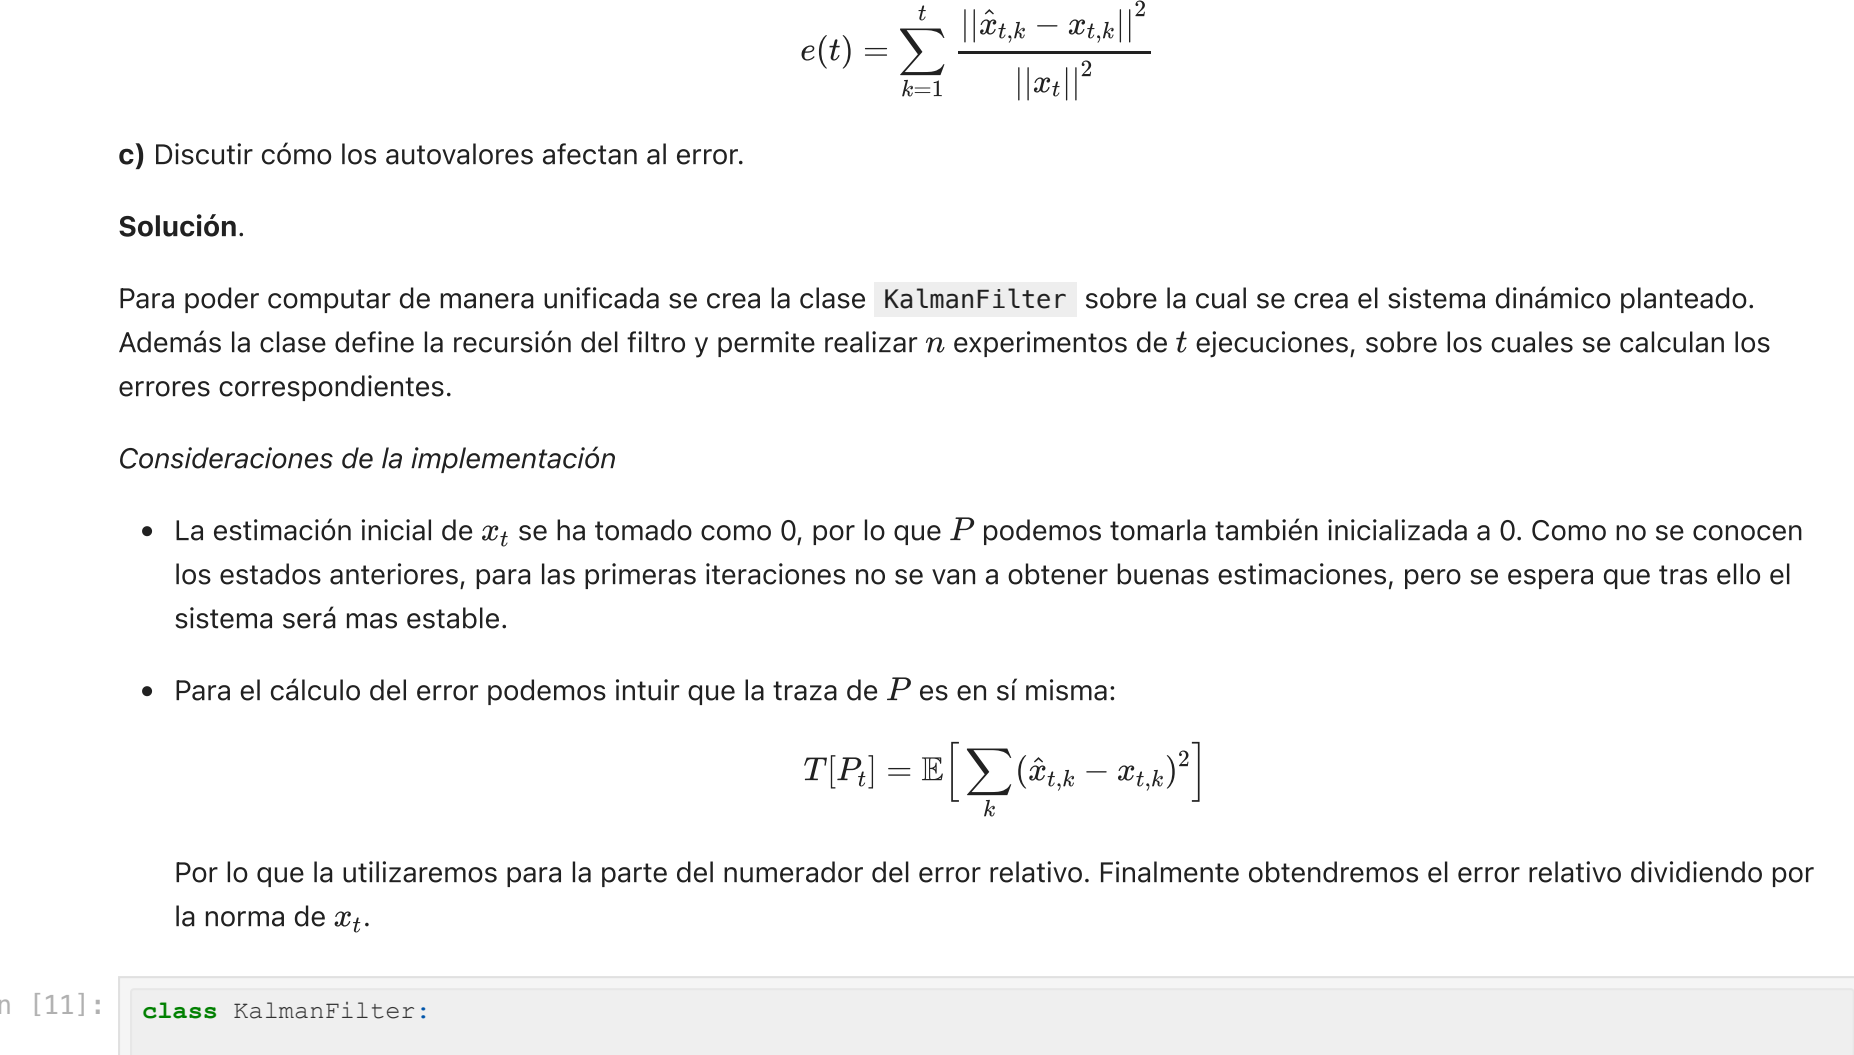 $$e(t) = \sum_{k=1}^{t} \frac{||\hat{x}_{t,k} - x_{t,k}||^2}{||x_t||^2}$$
c) Discutir cómo los autovalores afectan al error.
Solución.
Para poder computar de manera unificada se crea la clase KalmanFilter sobre la cual se crea el sistema dinámico planteado.
Además la clase define la recursión del filtro y permite realizar $n$ experimentos de $t$ ejecuciones, sobre los cuales se calculan los
errores correspondientes.
Consideraciones de la implementación
• La estimación inicial de $x_t$ se ha tomado como 0, por lo que $P$ podemos tomarla también inicializada a 0. Como no se conocen
los estados anteriores, para las primeras iteraciones no se van a obtener buenas estimaciones, pero se espera que tras ello el
sistema será mas estable.
• Para el cálculo del error podemos intuir que la traza de $P$ es en sí misma:
$$T[P_t] = \mathbb{E}\Big[\sum_{k}(\hat{x}_{t,k} - x_{t,k})^2\Big]$$
Por lo que la utilizaremos para la parte del numerador del error relativo. Finalmente obtendremos el error relativo dividiendo por
la norma de $x_t$.
n [11]: class KalmanFilter: